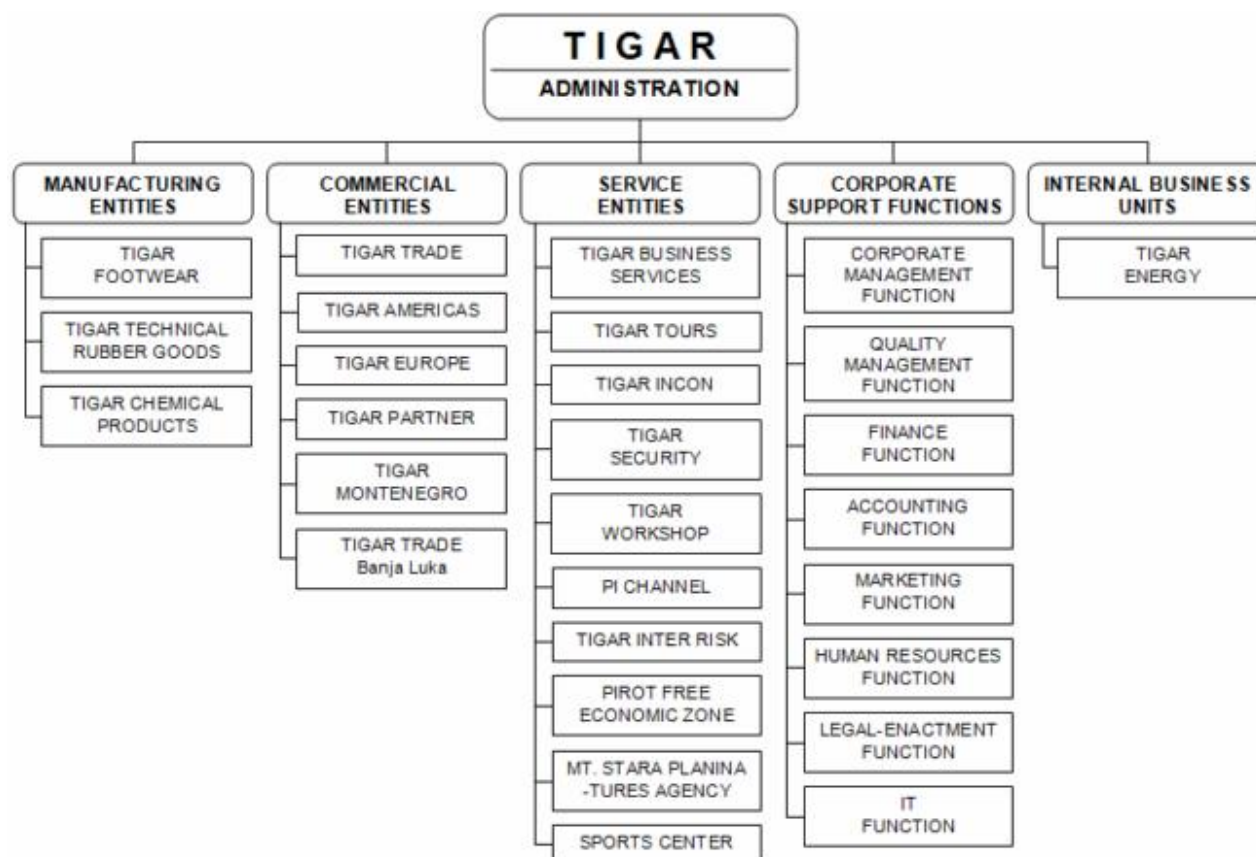 TIGAR
ADMINISTRATION
MANUFACTURING
ENTITIES
TIGAR
FOOTWEAR
TIGAR TECHNICAL
RUBBER GOODS
TIGAR CHEMICAL
PRODUCTS
COMMERCIAL
ENTITIES
TIGAR TRADE
TIGAR AMERICAS
TIGAR EUROPE
TIGAR PARTNER
TIGAR
MONTENEGRO
TIGAR TRADE
Banja Luka
SERVICE
ENTITIES
TIGAR BUSINESS
SERVICES
TIGAR TOURS
TIGAR INCON
TIGAR
SECURITY
TIGAR
WORKSHOP
PI CHANNEL
TIGAR INTER RISK
PIROT FREE
ECONOMIC ZONE
MT. STARA PLANINA
-TURES AGENCY
SPORTS CENTER
CORPORATE
SUPPORT FUNCTIONS
CORPORATE
MANAGEMENT
FUNCTION
QUALITY
MANAGEMENT
FUNCTION
FINANCE
FUNCTION
ACCOUNTING
FUNCTION
MARKETING
FUNCTION
HUMAN RESOURCES
FUNCTION
LEGAL-ENACTMENT
FUNCTION
IT
FUNCTION
INTERNAL BUSINESS
UNITS
TIGAR
ENERGY